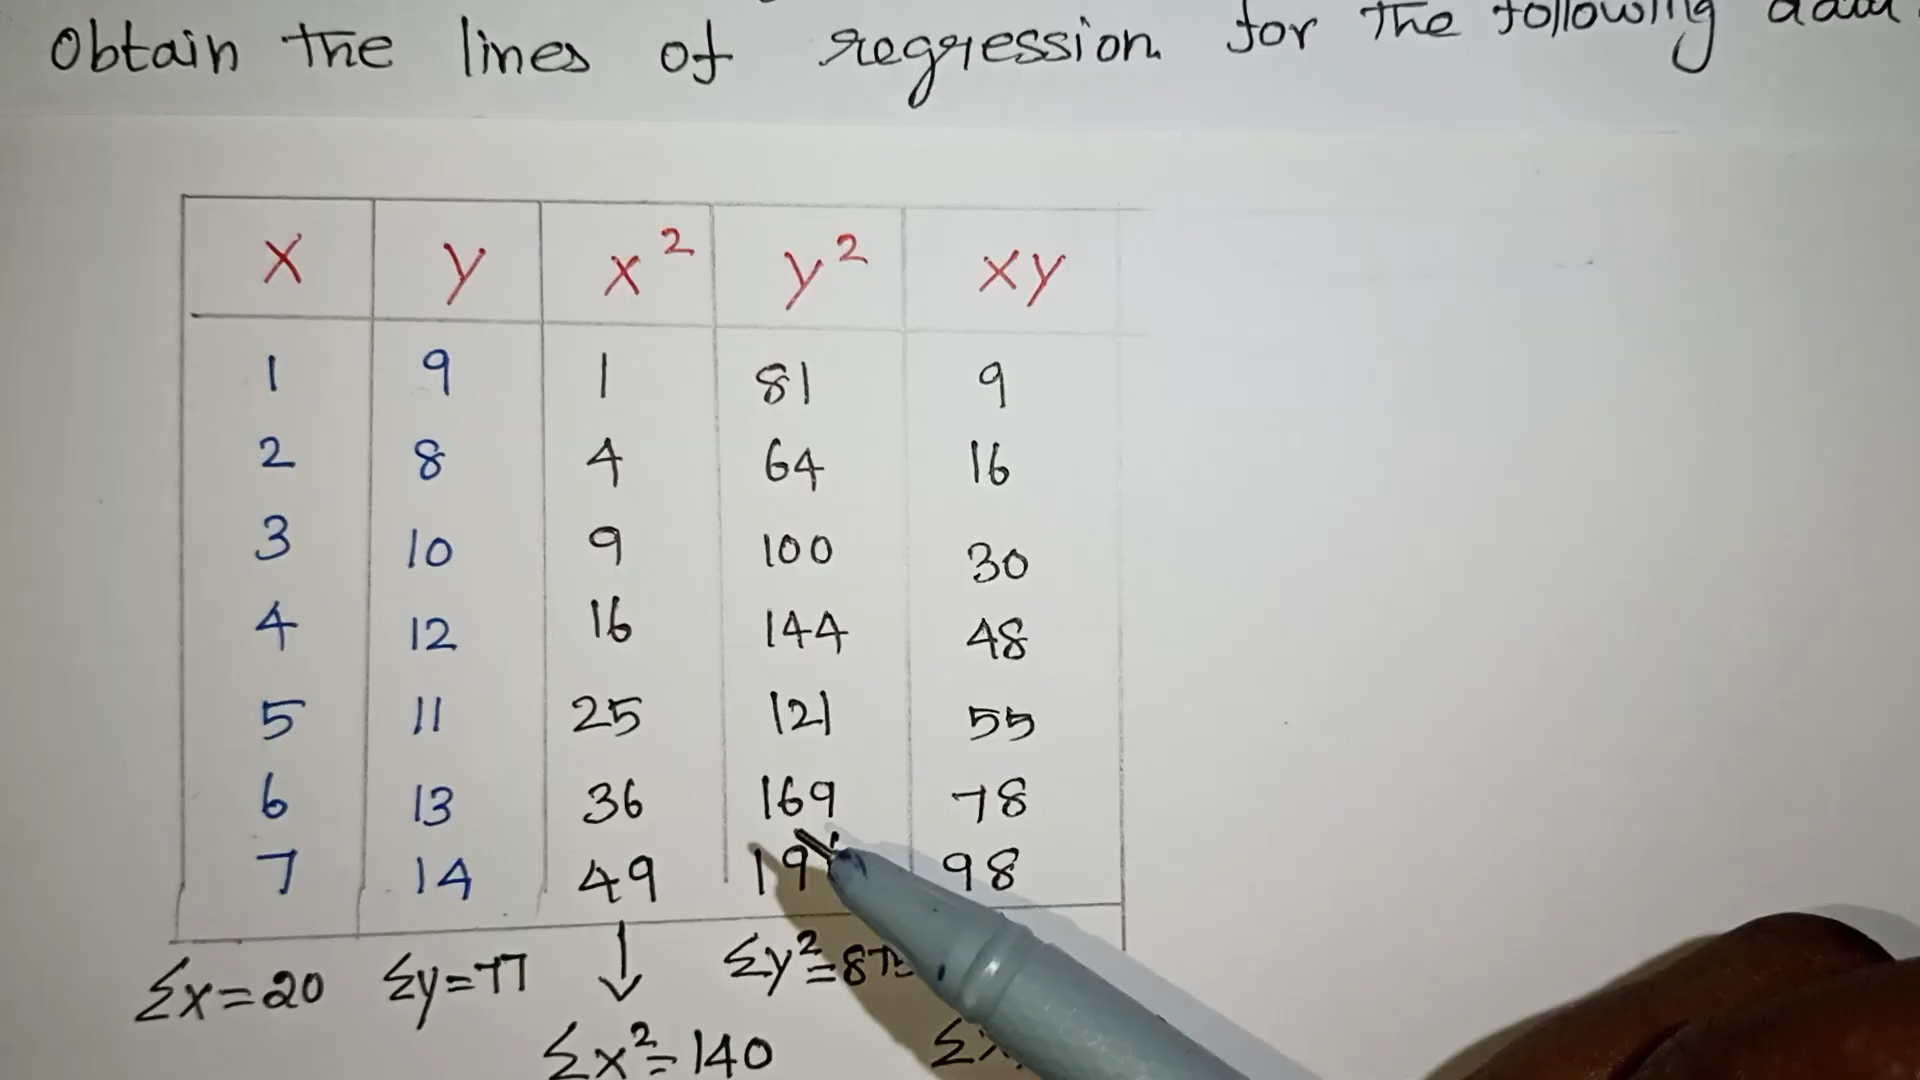 Obtain the lines of regression for the following data
x y x² y² xy
1 9 1 81 9
2 8 4 64 16
3 10 9 100 30
4 12 16 144 48
5 11 25 121 55
6 13 36 169 78
7 14 49 98
Σx=20 Σy=77 Σy²=875
Σx²=140